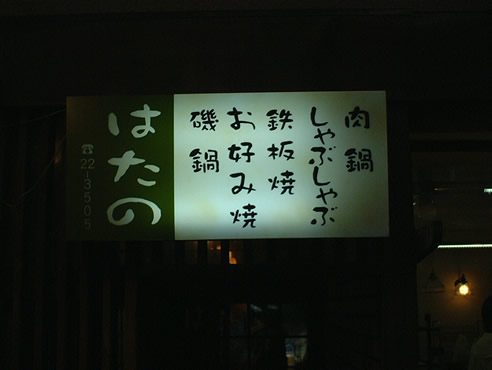 肉鍋
しゃぶしゃぶ
鉄板焼
お好み焼
磯鍋
はたの
☎22-3505